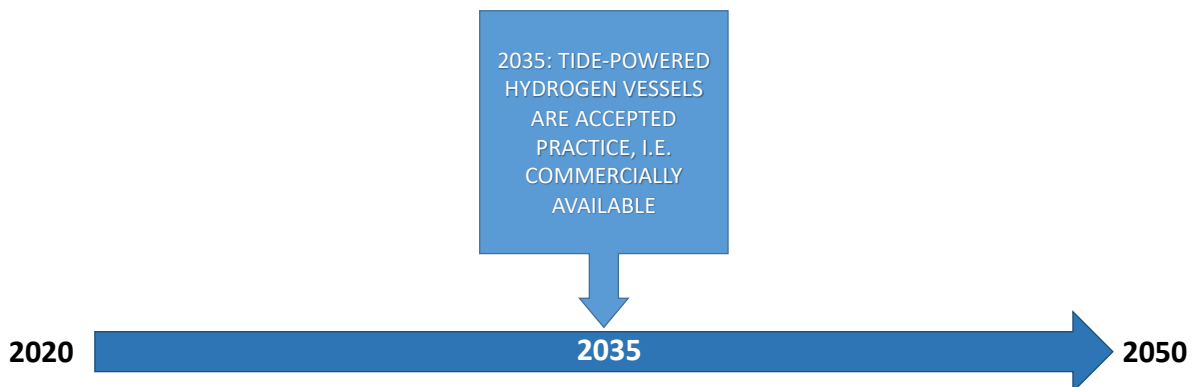 2035: TIDE-POWERED
HYDROGEN VESSELS
ARE ACCEPTED
PRACTICE, I.E.
COMMERCIALLY
AVAILABLE
2020
2035
2050